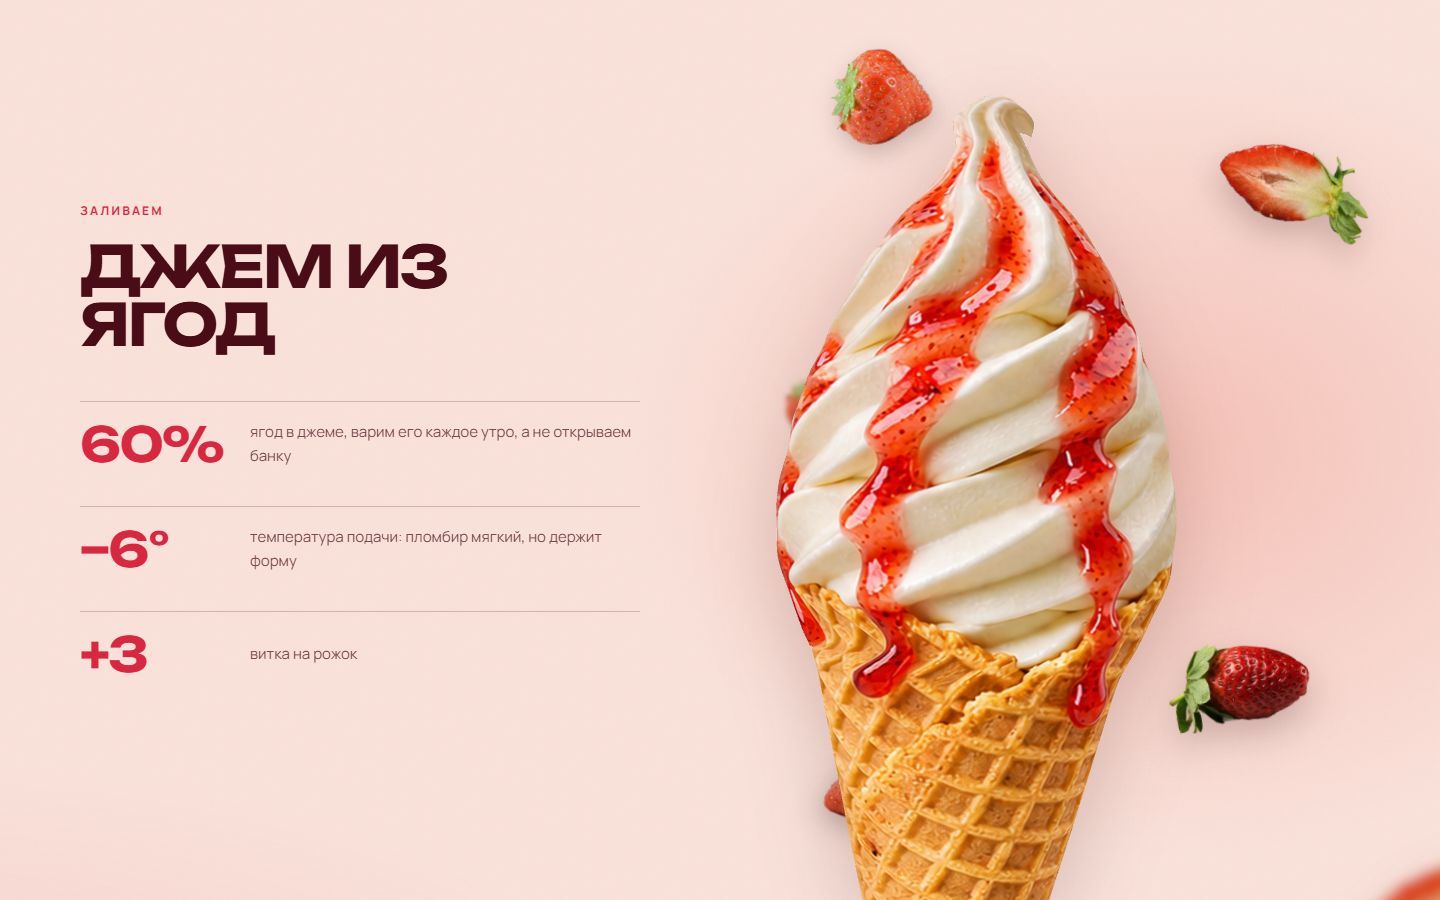 ЗАЛИВАЕМ
ДЖЕМ ИЗ
ЯГОД
60%
ягод в джеме, варим его каждое утро, а не открываем
банку
−6°
температура подачи: пломбир мягкий, но держит
форму
+3
витка на рожок